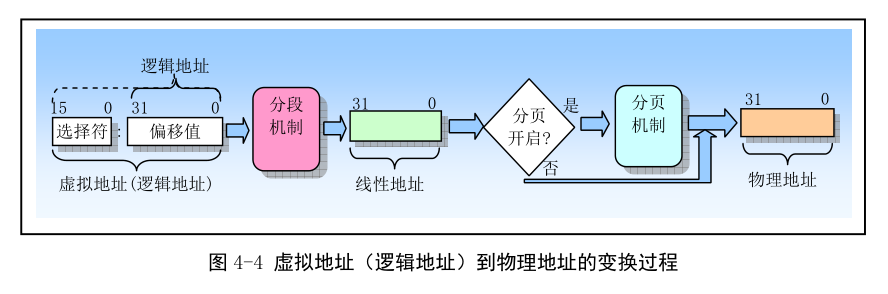 逻辑地址
15 0 31 0
选择符 : 偏移值
虚拟地址(逻辑地址)
分段
机制
31 0
线性地址
分页
开启?
是
否
分页
机制
31 0
物理地址
图 4-4 虚拟地址（逻辑地址）到物理地址的变换过程